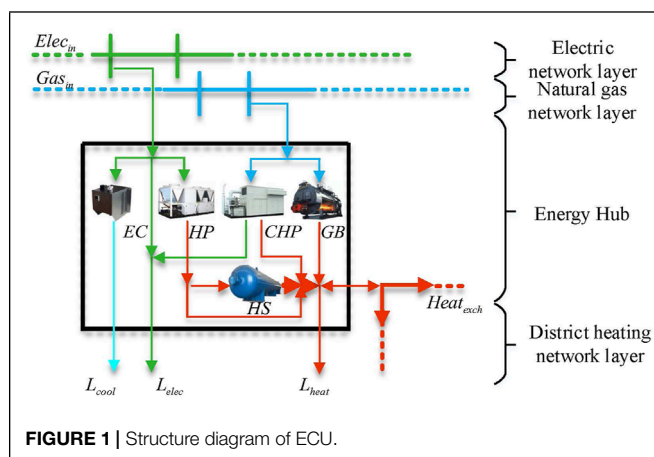 Elec_in
Electric
network layer
Gas_in
Natural gas
network layer
Energy Hub
EC
HP
CHP
GB
HS
Heat_exch
District heating
network layer
L_cool
L_elec
L_heat
FIGURE 1 | Structure diagram of ECU.